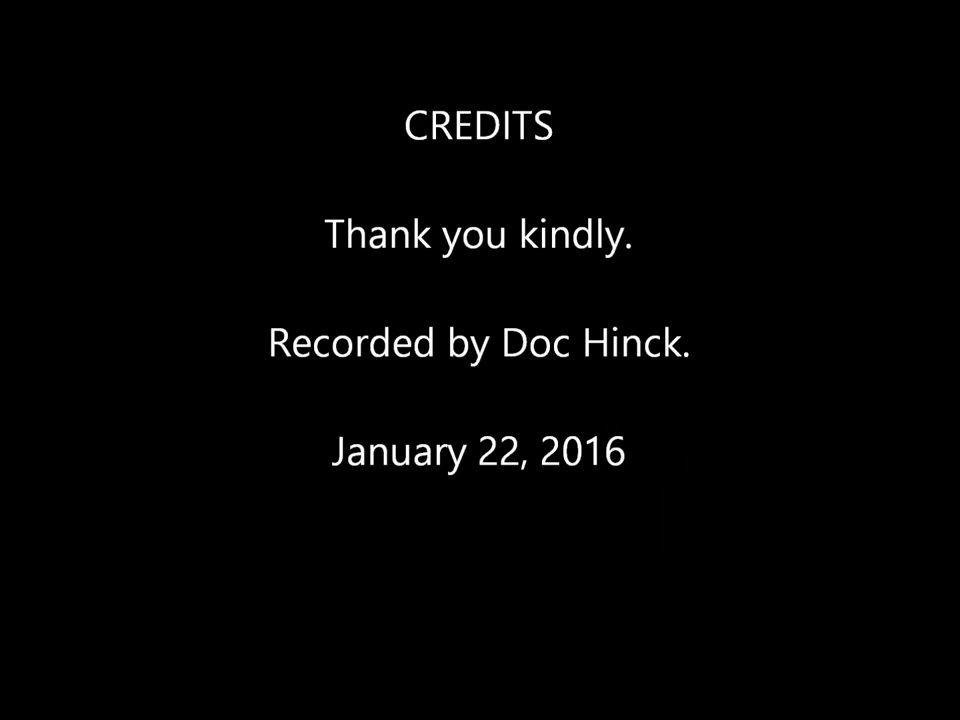 CREDITS
Thank you kindly.
Recorded by Doc Hinck.
January 22, 2016